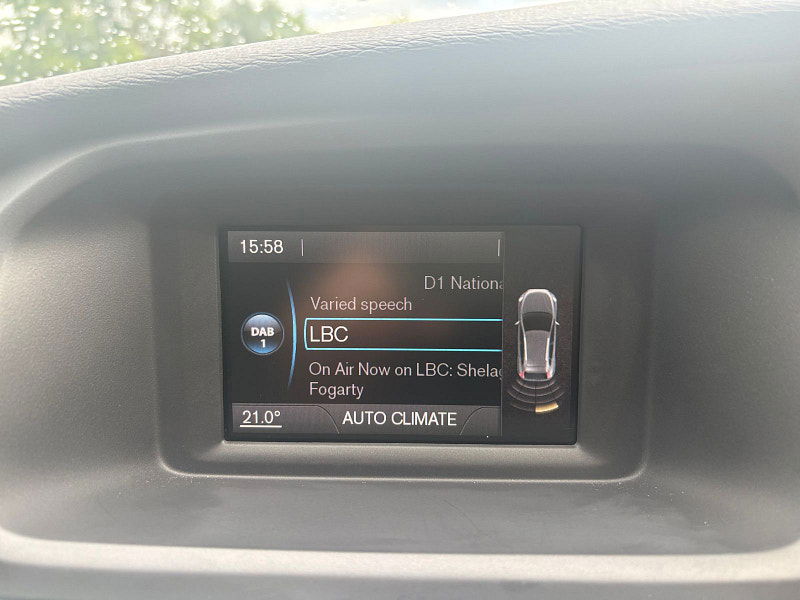 15:58
D1 Nationa
Varied speech
DAB
1
LBC
On Air Now on LBC: Shelag
Fogarty
21.0°
AUTO CLIMATE